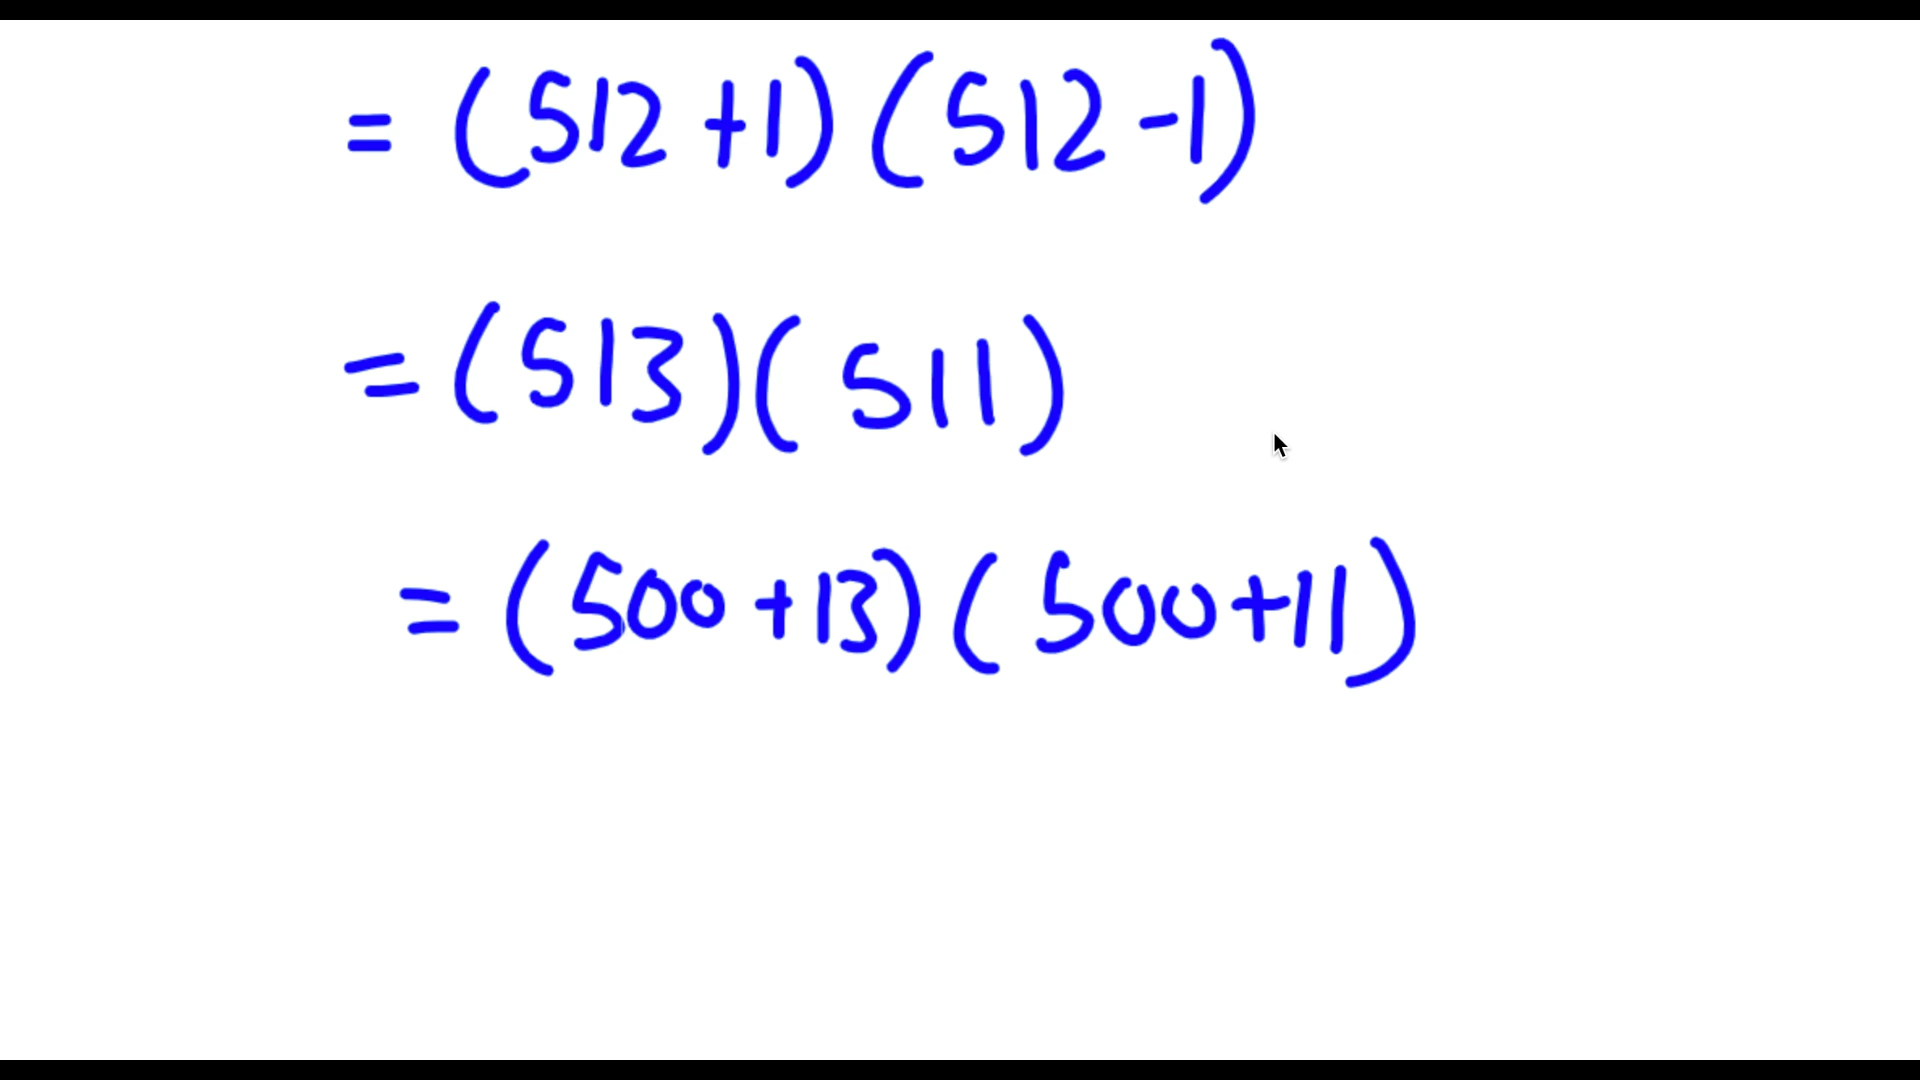 = (512 +1) (512 -1)
= (513)(511)
= (500 +13) (500+11)